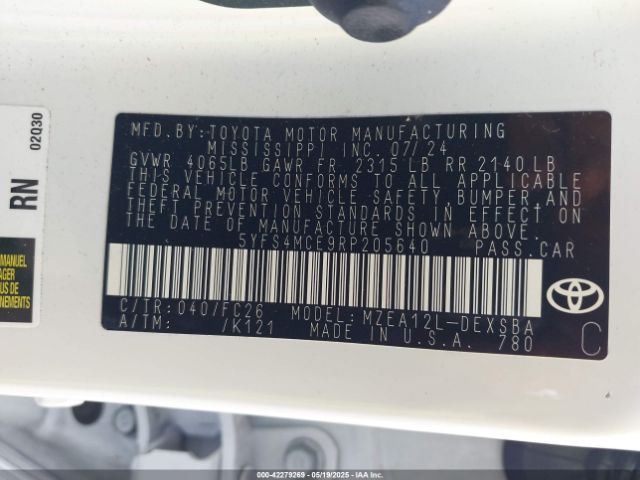 MFD.BY:TOYOTA MOTOR MANUFACTURING
MISSISSIPPI INC. 07/24
GVWR 4065LB GAWR FR 2315 LB RR 2140 LB
THIS VEHICLE CONFORMS TO ALL APPLICABLE
FEDERAL MOTOR VEHICLE SAFETY, BUMPER, AND
THEFT PREVENTION STANDARDS IN EFFECT ON
THE DATE OF MANUFACTURE SHOWN ABOVE.
5YFS4MCE9RP205640 PASS.CAR
C/TR: 0407/FC26 MODEL: MZEA12L-DEXSBA
A/TM: /K121 MADE IN U.S.A. 780
C
RN 02030
MANUEL
AGER
US DE
NEMENTS
000-42279269 - 05/19/2025 - IAA Inc.